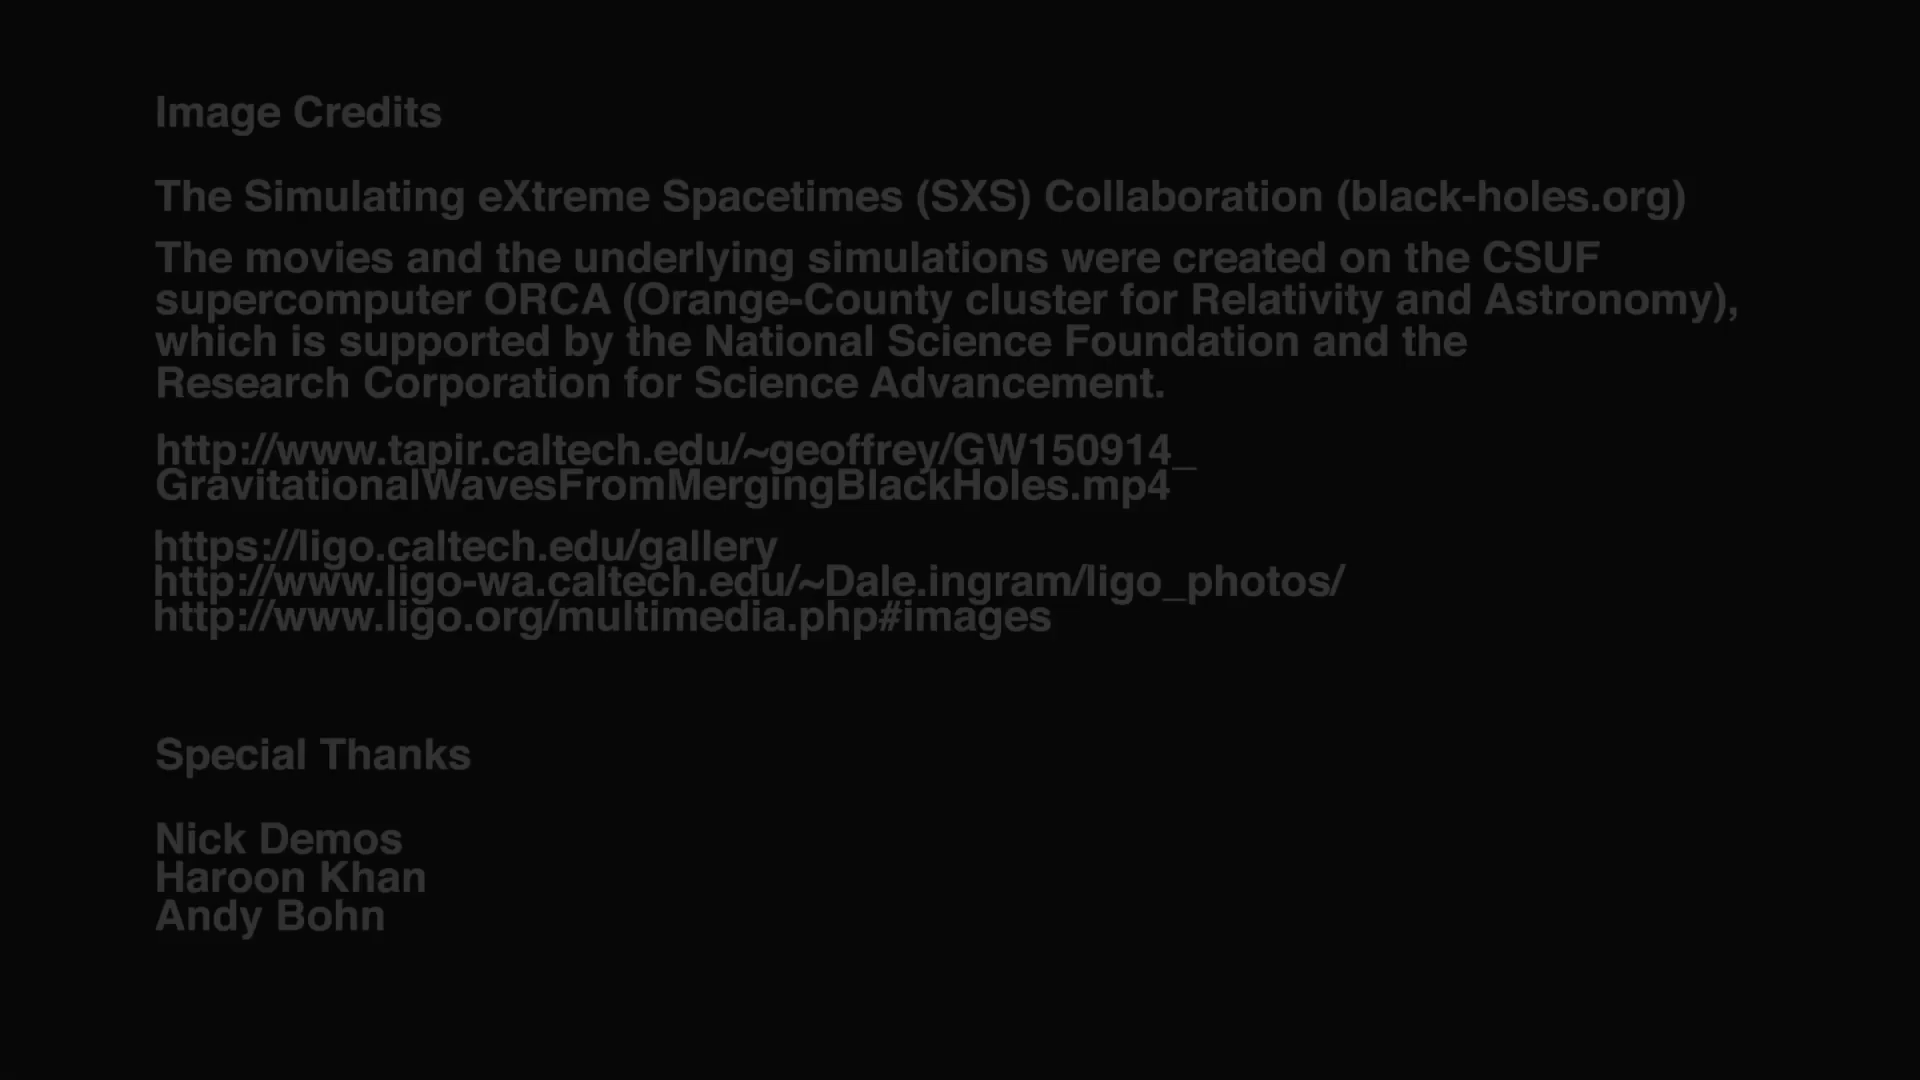 Image Credits
The Simulating eXtreme Spacetimes (SXS) Collaboration (black-holes.org)
The movies and the underlying simulations were created on the CSUF
supercomputer ORCA (Orange-County cluster for Relativity and Astronomy),
which is supported by the National Science Foundation and the
Research Corporation for Science Advancement.
http://www.tapir.caltech.edu/~geoffrey/GW150914_
GravitationalWavesFromMergingBlackHoles.mp4
https://ligo.caltech.edu/gallery
http://www.ligo-wa.caltech.edu/~Dale.ingram/ligo_photos/
http://www.ligo.org/multimedia.php#images
Special Thanks
Nick Demos
Haroon Khan
Andy Bohn